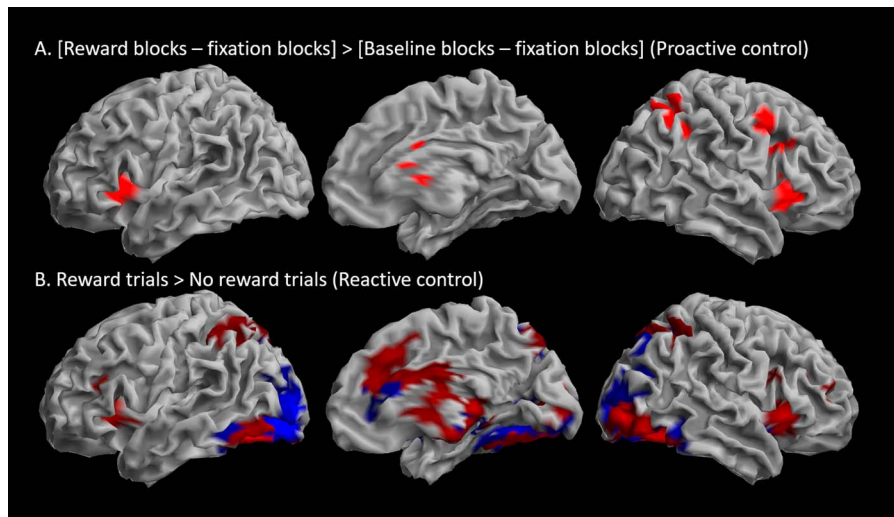 A. [Reward blocks – fixation blocks] > [Baseline blocks – fixation blocks] (Proactive control)
B. Reward trials > No reward trials (Reactive control)